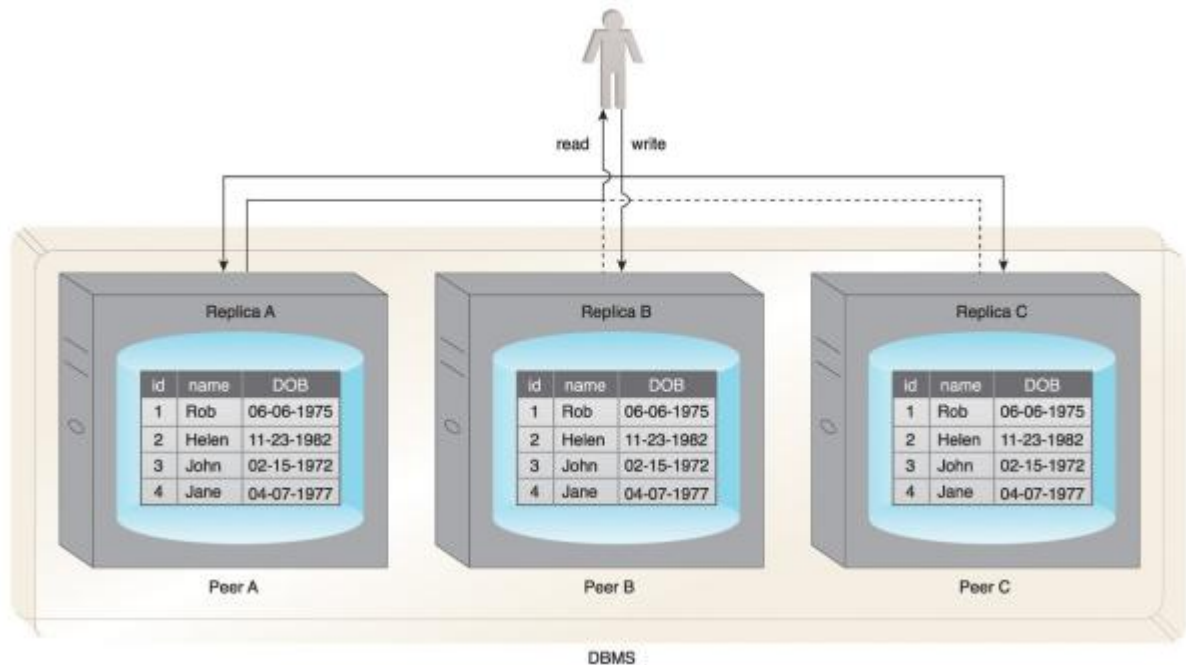 read write
Replica A
id name DOB
1 Rob 06-06-1975
2 Helen 11-23-1982
3 John 02-15-1972
4 Jane 04-07-1977
Peer A
Replica B
id name DOB
1 Rob 06-06-1975
2 Helen 11-23-1982
3 John 02-15-1972
4 Jane 04-07-1977
Peer B
Replica C
id name DOB
1 Rob 06-06-1975
2 Helen 11-23-1982
3 John 02-15-1972
4 Jane 04-07-1977
Peer C
DBMS